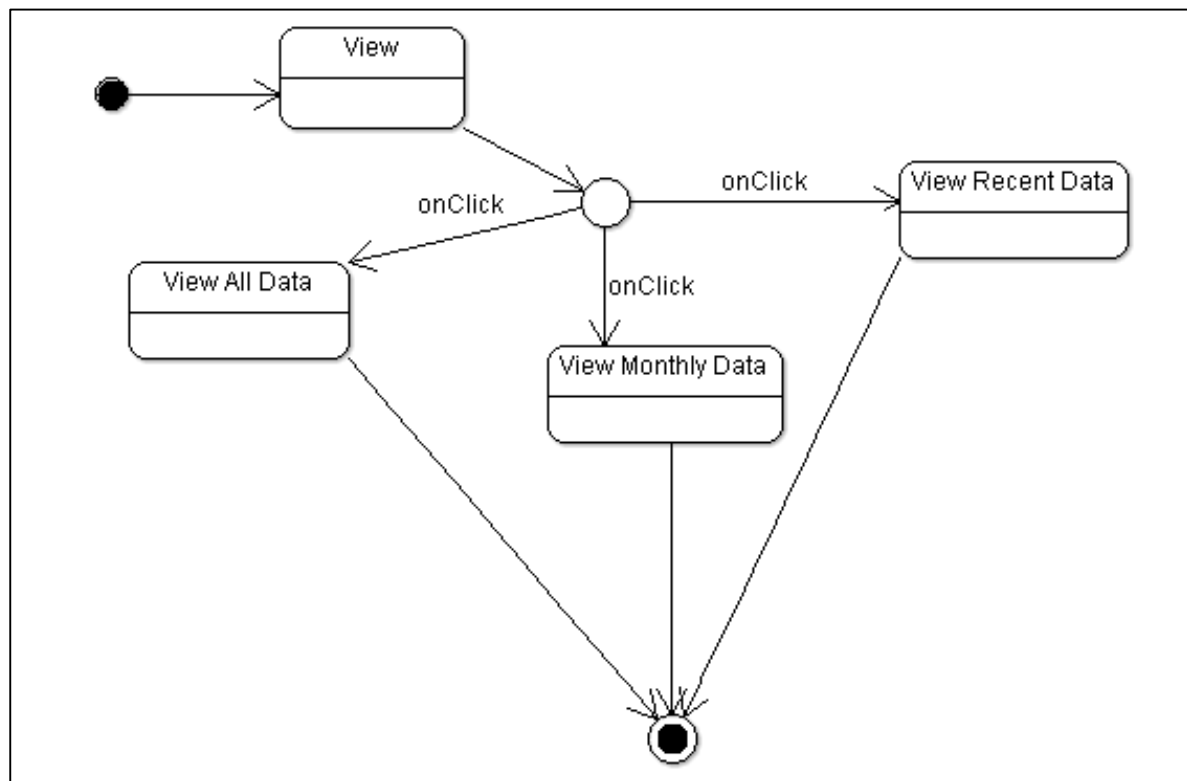 View
onClick
View Recent Data
onClick
View All Data
onClick
View Monthly Data